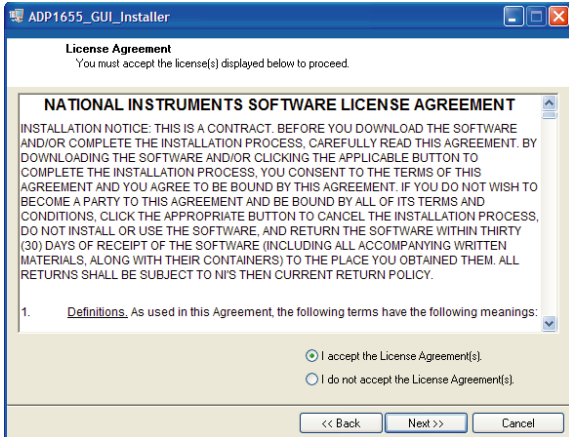 ADP1655_GUI_Installer
License Agreement
You must accept the license(s) displayed below to proceed.
NATIONAL INSTRUMENTS SOFTWARE LICENSE AGREEMENT
INSTALLATION NOTICE: THIS IS A CONTRACT. BEFORE YOU DOWNLOAD THE SOFTWARE
AND/OR COMPLETE THE INSTALLATION PROCESS, CAREFULLY READ THIS AGREEMENT. BY
DOWNLOADING THE SOFTWARE AND/OR CLICKING THE APPLICABLE BUTTON TO
COMPLETE THE INSTALLATION PROCESS, YOU CONSENT TO THE TERMS OF THIS
AGREEMENT AND YOU AGREE TO BE BOUND BY THIS AGREEMENT. IF YOU DO NOT WISH TO
BECOME A PARTY TO THIS AGREEMENT AND BE BOUND BY ALL OF ITS TERMS AND
CONDITIONS, CLICK THE APPROPRIATE BUTTON TO CANCEL THE INSTALLATION PROCESS,
DO NOT INSTALL OR USE THE SOFTWARE, AND RETURN THE SOFTWARE WITHIN THIRTY
(30) DAYS OF RECEIPT OF THE SOFTWARE (INCLUDING ALL ACCOMPANYING WRITTEN
MATERIALS, ALONG WITH THEIR CONTAINERS) TO THE PLACE YOU OBTAINED THEM. ALL
RETURNS SHALL BE SUBJECT TO NI'S THEN CURRENT RETURN POLICY.
1. Definitions. As used in this Agreement, the following terms have the following meanings:
I accept the License Agreement(s).
I do not accept the License Agreement(s).
<< Back Next >> Cancel